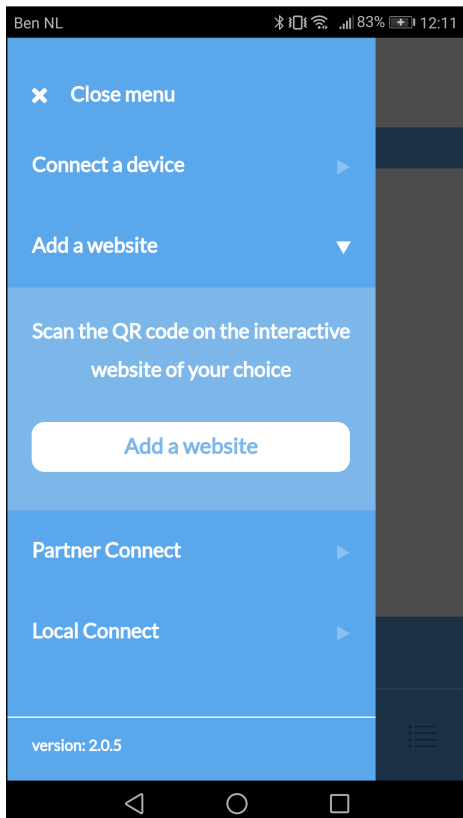 Ben NL 83% 12:11
Close menu
Connect a device
Add a website
Scan the QR code on the interactive
website of your choice
Add a website
Partner Connect
Local Connect
version: 2.0.5